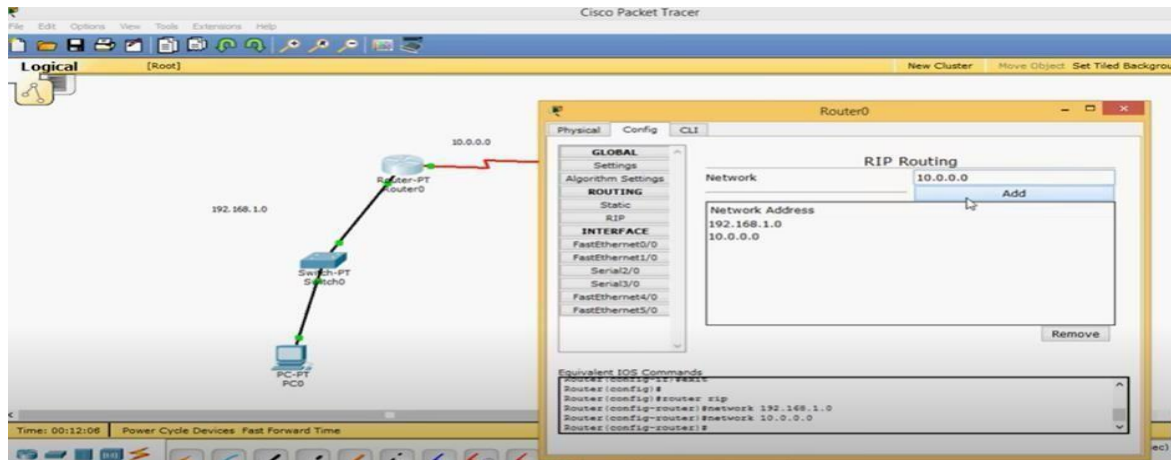 Cisco Packet Tracer
File Edit Options View Tools Extensions Help
Logical
[Root]
New Cluster
Move Object
Set Tiled Backgrou
10.0.0.0
Router-PT
Router0
192.168.1.0
Switch-PT
Switch0
PC-PT
PC0
Router0
Physical Config CLI
GLOBAL
Settings
Algorithm Settings
ROUTING
Static
RIP
INTERFACE
FastEthernet0/0
FastEthernet1/0
Serial2/0
Serial3/0
FastEthernet4/0
FastEthernet5/0
RIP Routing
Network
10.0.0.0
Add
Network Address
192.168.1.0
10.0.0.0
Remove
Equivalent IOS Commands
Router(config-if)#exit
Router(config)#
Router(config)#router rip
Router(config-router)#network 192.168.1.0
Router(config-router)#network 10.0.0.0
Router(config-router)#
Time: 00:12:06
Power Cycle Devices Fast Forward Time
ec)